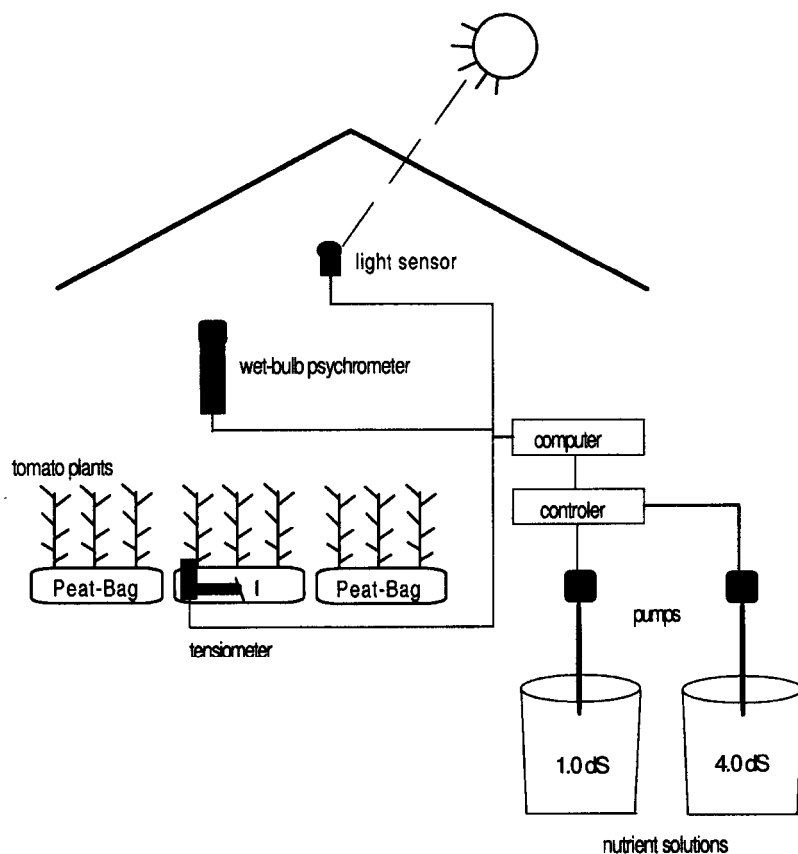 light sensor
wet-bulb psychrometer
computer
tomato plants
controler
Peat-Bag
Peat-Bag
pumps
tensiometer
1.0 dS
4.0 dS
nutrient solutions